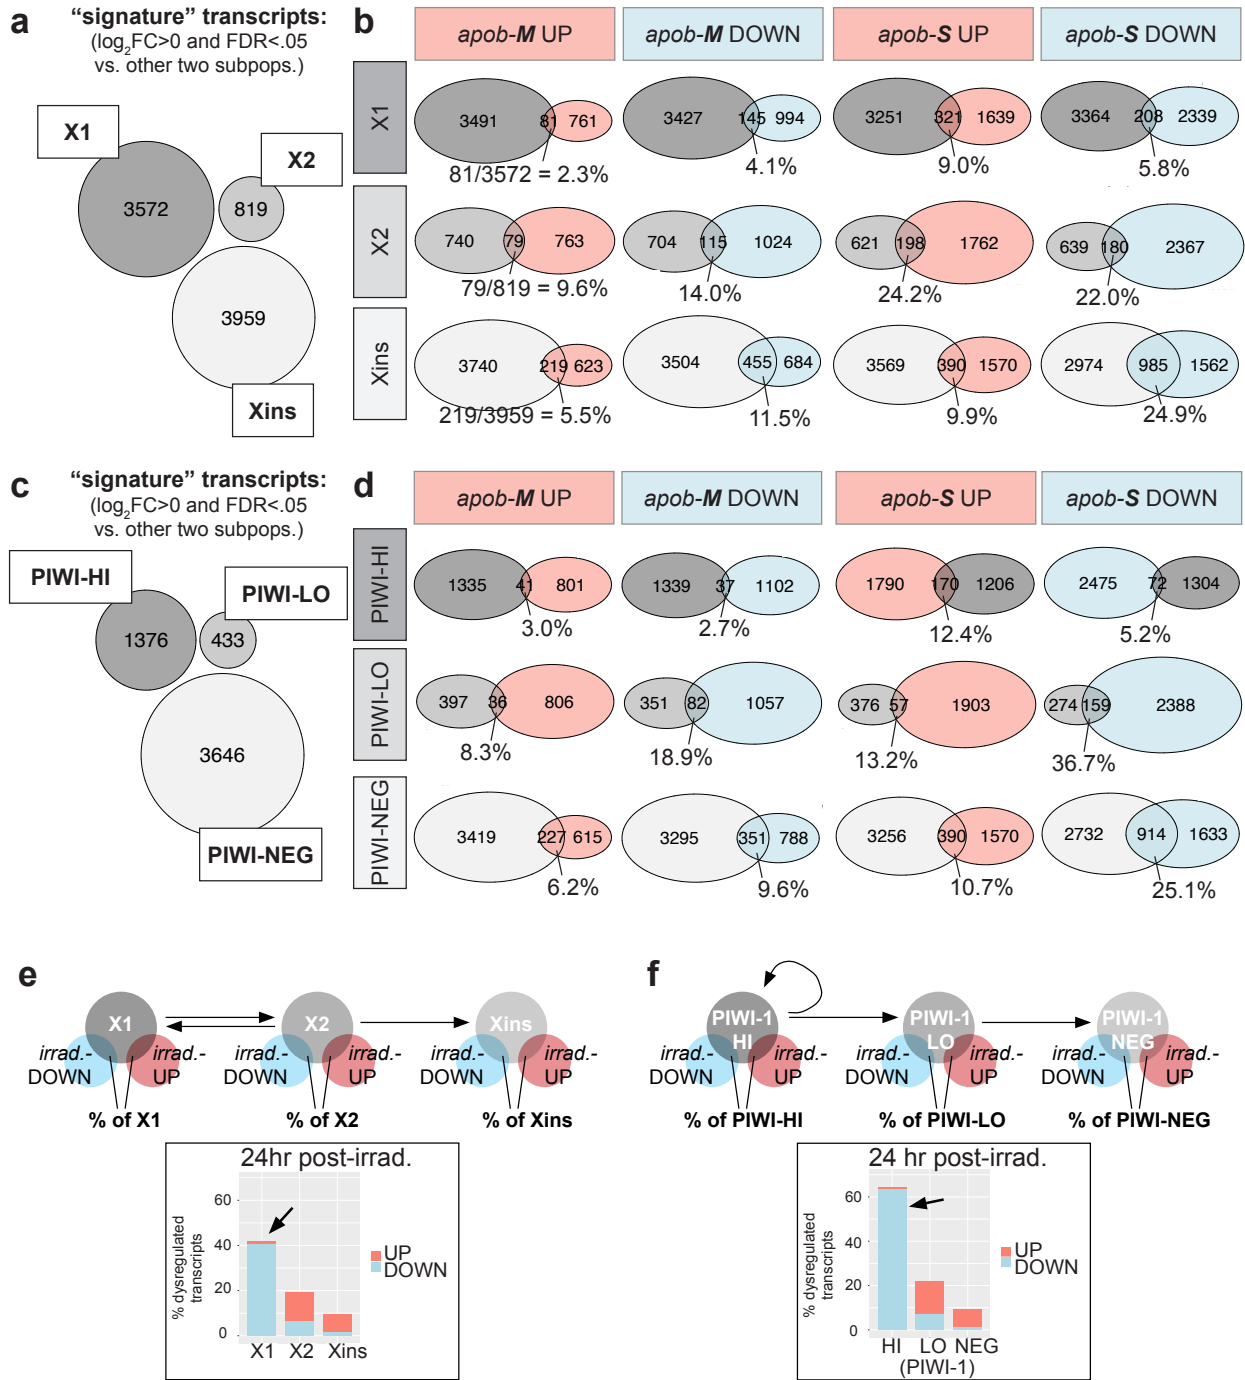 a
"signature" transcripts:
(log2FC>0 and FDR<.05
vs. other two subpops.)
X1
X2
3572
819
3959
Xins
b
apob-M UP
apob-M DOWN
apob-S UP
apob-S DOWN
X1
3491 81 761
81/3572 = 2.3%
3427 145 994
4.1%
3251 321 1639
9.0%
3364 208 2339
5.8%
X2
740 79 763
79/819 = 9.6%
704 115 1024
14.0%
621 198 1762
24.2%
639 180 2367
22.0%
Xins
3740 219 623
219/3959 = 5.5%
3504 455 684
11.5%
3569 390 1570
9.9%
2974 985 1562
24.9%
c
"signature" transcripts:
(log2FC>0 and FDR<.05
vs. other two subpops.)
PIWI-HI
PIWI-LO
1376
433
3646
PIWI-NEG
d
apob-M UP
apob-M DOWN
apob-S UP
apob-S DOWN
PIWI-HI
1335 41 801
3.0%
1339 37 1102
2.7%
1790 170 1206
12.4%
2475 72 1304
5.2%
PIWI-LO
397 36 806
8.3%
351 82 1057
18.9%
376 57 1903
13.2%
274 159 2388
36.7%
PIWI-NEG
3419 227 615
6.2%
3295 351 788
9.6%
3256 390 1570
10.7%
2732 914 1633
25.1%
e
X1
irrad.-
DOWN
irrad.-
UP
% of X1
X2
irrad.-
DOWN
irrad.-
UP
% of X2
Xins
irrad.-
DOWN
irrad.-
UP
% of Xins
24hr post-irrad.
% dysregulated
transcripts
60
40
20
0
X1 X2 Xins
UP
DOWN
f
PIWI-1
HI
irrad.-
DOWN
irrad.-
UP
% of PIWI-HI
PIWI-1
LO
irrad.-
DOWN
irrad.-
UP
% of PIWI-LO
PIWI-1
NEG
irrad.-
DOWN
irrad.-
UP
% of PIWI-NEG
24 hr post-irrad.
% dysregulated
transcripts
60
40
20
0
HI LO NEG
(PIWI-1)
UP
DOWN